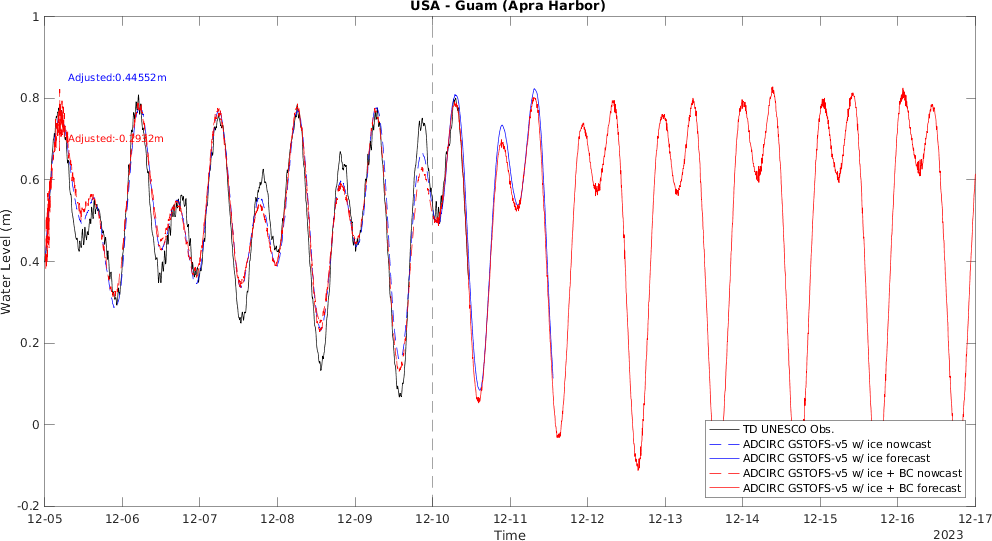 USA - Guam (Apra Harbor)
Adjusted:0.44552m
Water Level (m)
1
0.8
0.6
0.4
0.2
0
-0.2
TD UNESCO Obs.
ADCIRC GSTOFS-v5 w/ ice nowcast
ADCIRC GSTOFS-v5 w/ ice forecast
ADCIRC GSTOFS-v5 w/ ice + BC nowcast
ADCIRC GSTOFS-v5 w/ ice + BC forecast
12-05 12-06 12-07 12-08 12-09 12-10 12-11 12-12 12-13 12-14 12-15 12-16 12-17
Time
2023